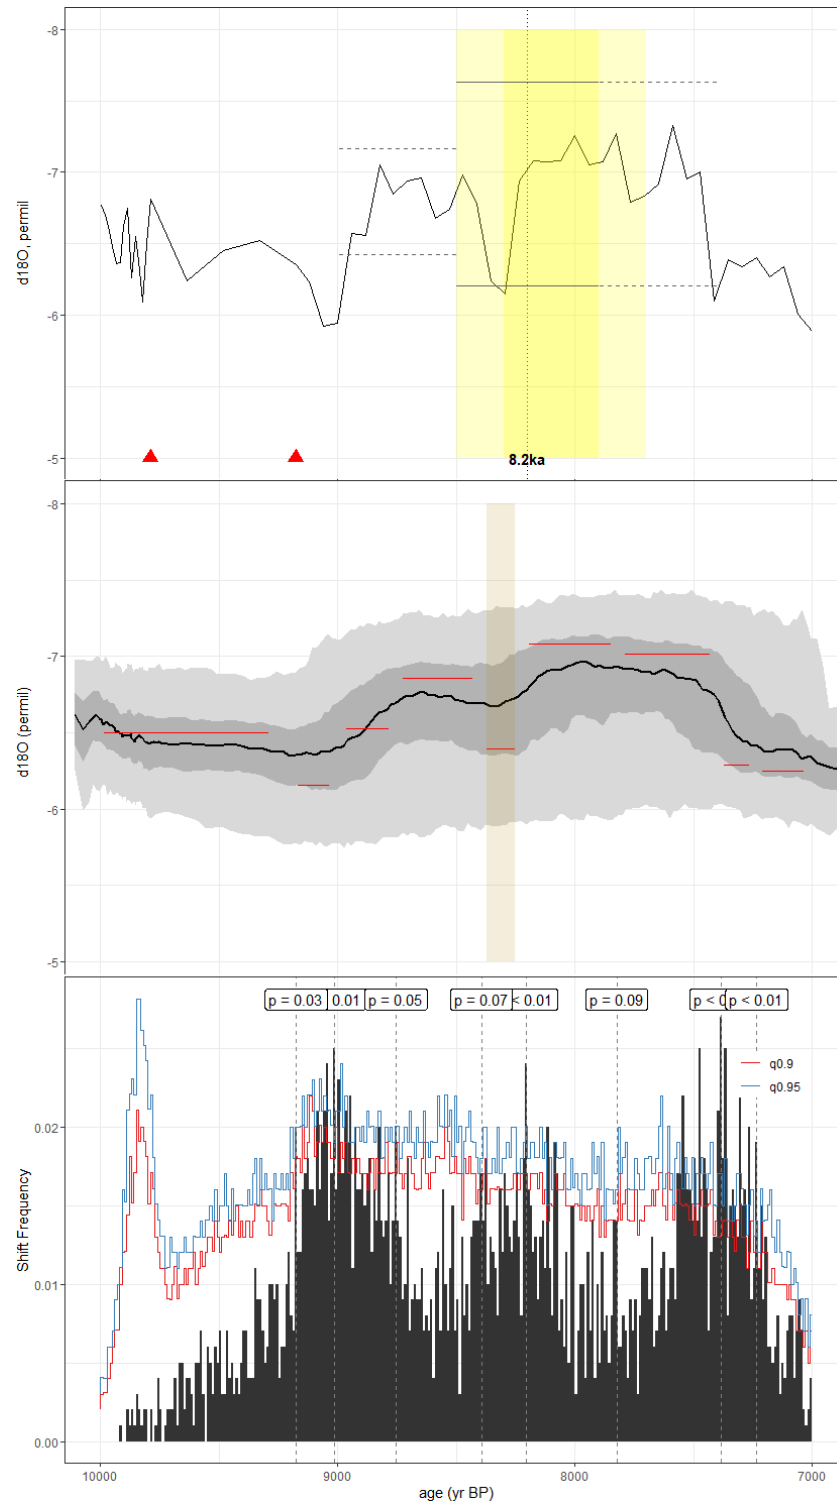 -8
-7
-6
-5
d18O, permil
8.2ka
-8
-7
-6
-5
d18O (permil)
p = 0.03
0.01
p = 0.05
p = 0.07
< 0.01
p = 0.09
p < 0
p < 0.01
q0.9
q0.95
0.02
0.01
0.00
Shift Frequency
10000
9000
8000
7000
age (yr BP)